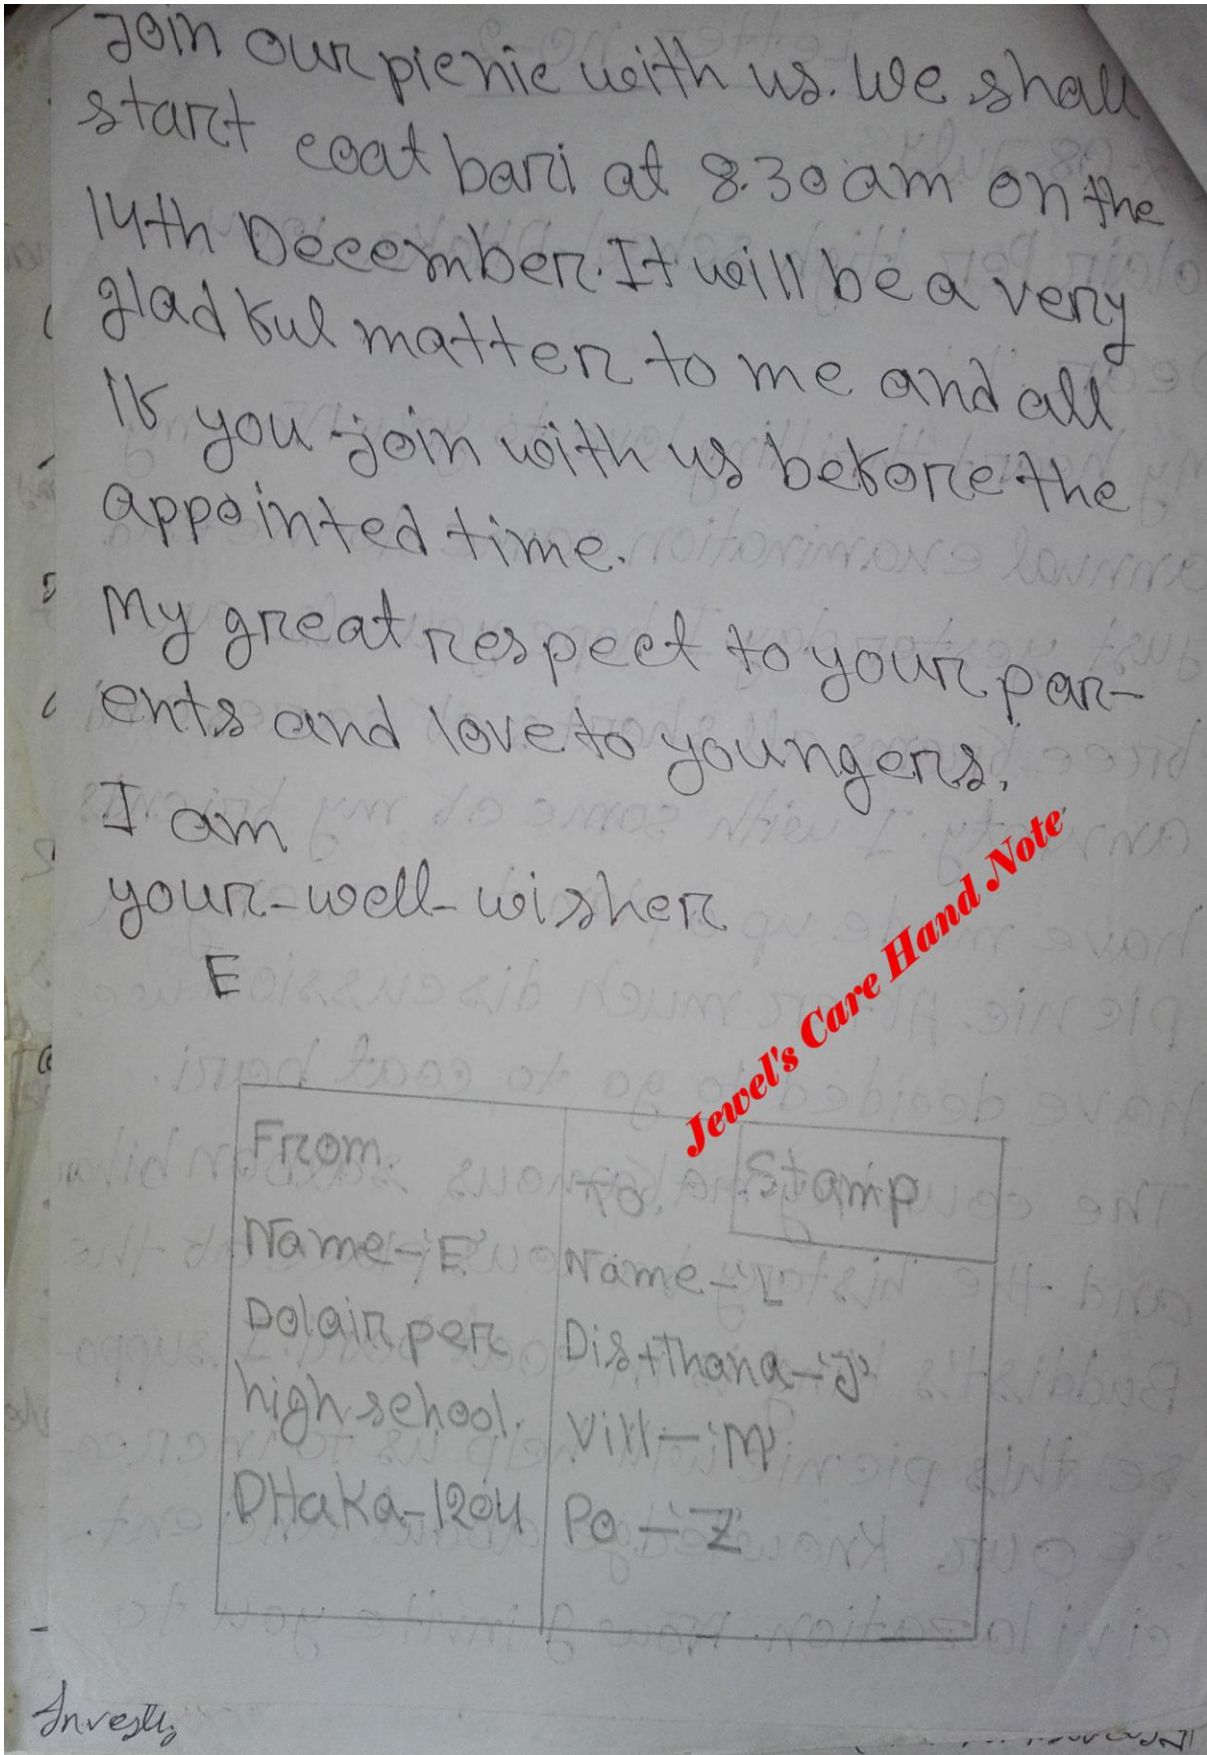 Join our picnic with us. We shall
start coat bari at 8.30 am on the
14th December. It will be a very
gladful matter to me and all
If you join with us before the
appointed time.
My great respect to your par-
ents and love to youngers.
I am
your-well-wisher
E
Jewel's Care Hand Note
From
Name-'E'
Dolair per
high school.
DHaka-1204
To,
Stamp
Name-'L'
Dis+Thana-'J'
Vill-'M'
Po-'Z'